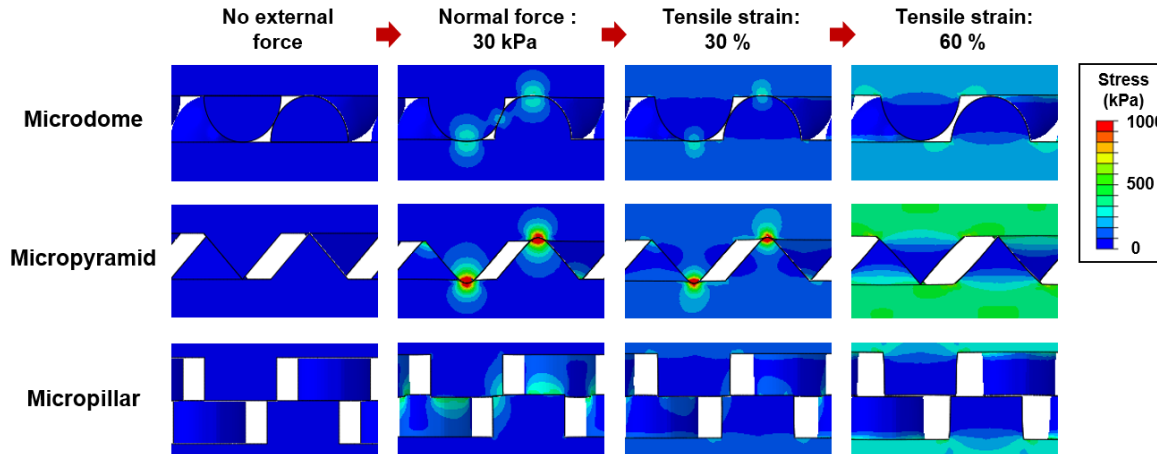 No external
force
Normal force :
30 kPa
Tensile strain:
30 %
Tensile strain:
60 %
Microdome
Micropyramid
Micropillar
Stress
(kPa)
1000
500
0